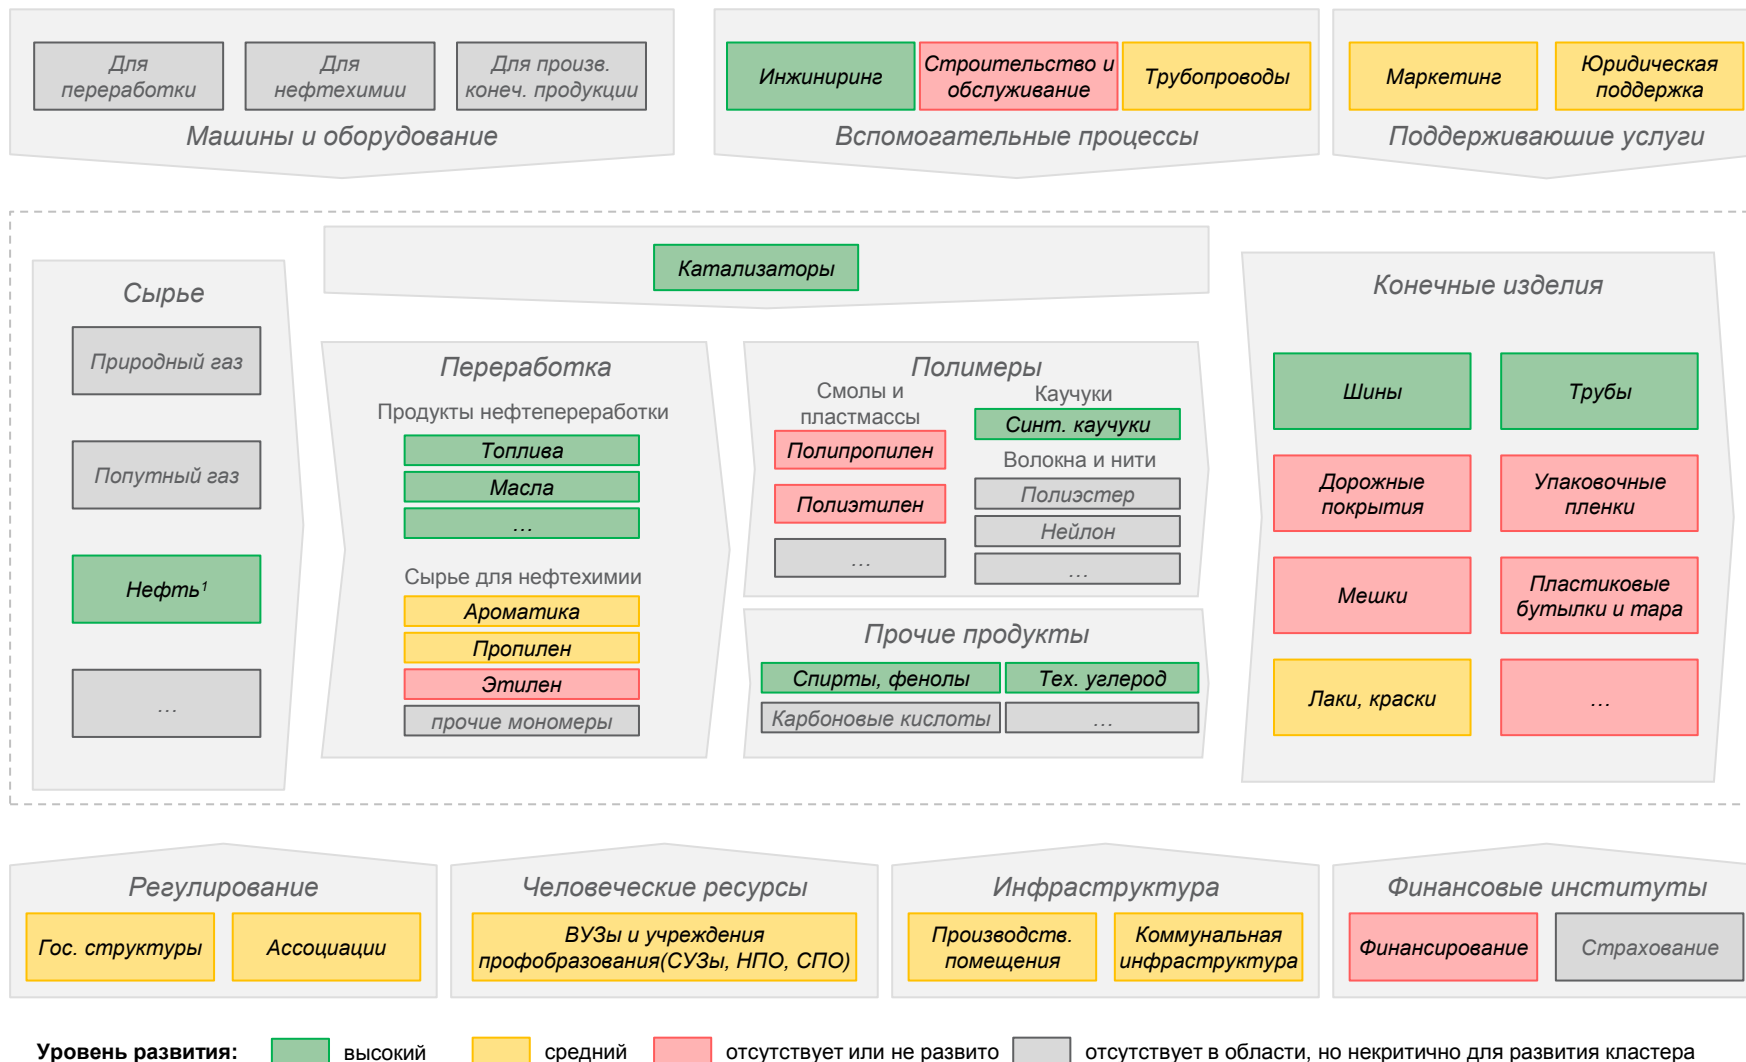 Для
переработки
Для
нефтехимии
Для произв.
конеч. продукции
Машины и оборудование
Инжиниринг
Строительство и
обслуживание
Трубопроводы
Вспомогательные процессы
Маркетинг
Юридическая
поддержка
Поддерживаюшие услуги
Катализаторы
Сырье
Природный газ
Попутный газ
Нефть¹
...
Переработка
Продукты нефтепереработки
Топлива
Масла
...
Сырье для нефтехимии
Ароматика
Пропилен
Этилен
прочие мономеры
Полимеры
Смолы и
пластмассы
Полипропилен
Полиэтилен
...
Каучуки
Синт. каучуки
Волокна и нити
Полиэстер
Нейлон
...
Прочие продукты
Спирты, фенолы
Тех. углерод
Карбоновые кислоты
...
Конечные изделия
Шины
Трубы
Дорожные
покрытия
Упаковочные
пленки
Мешки
Пластиковые
бутылки и тара
Лаки, краски
...
Регулирование
Гос. структуры
Ассоциации
Человеческие ресурсы
ВУЗы и учреждения
профобразования(СУЗы, НПО, СПО)
Инфраструктура
Производств.
помещения
Коммунальная
инфраструктура
Финансовые институты
Финансирование
Страхование
Уровень развития: высокий средний отсутствует или не развито отсутствует в области, но некритично для развития кластера